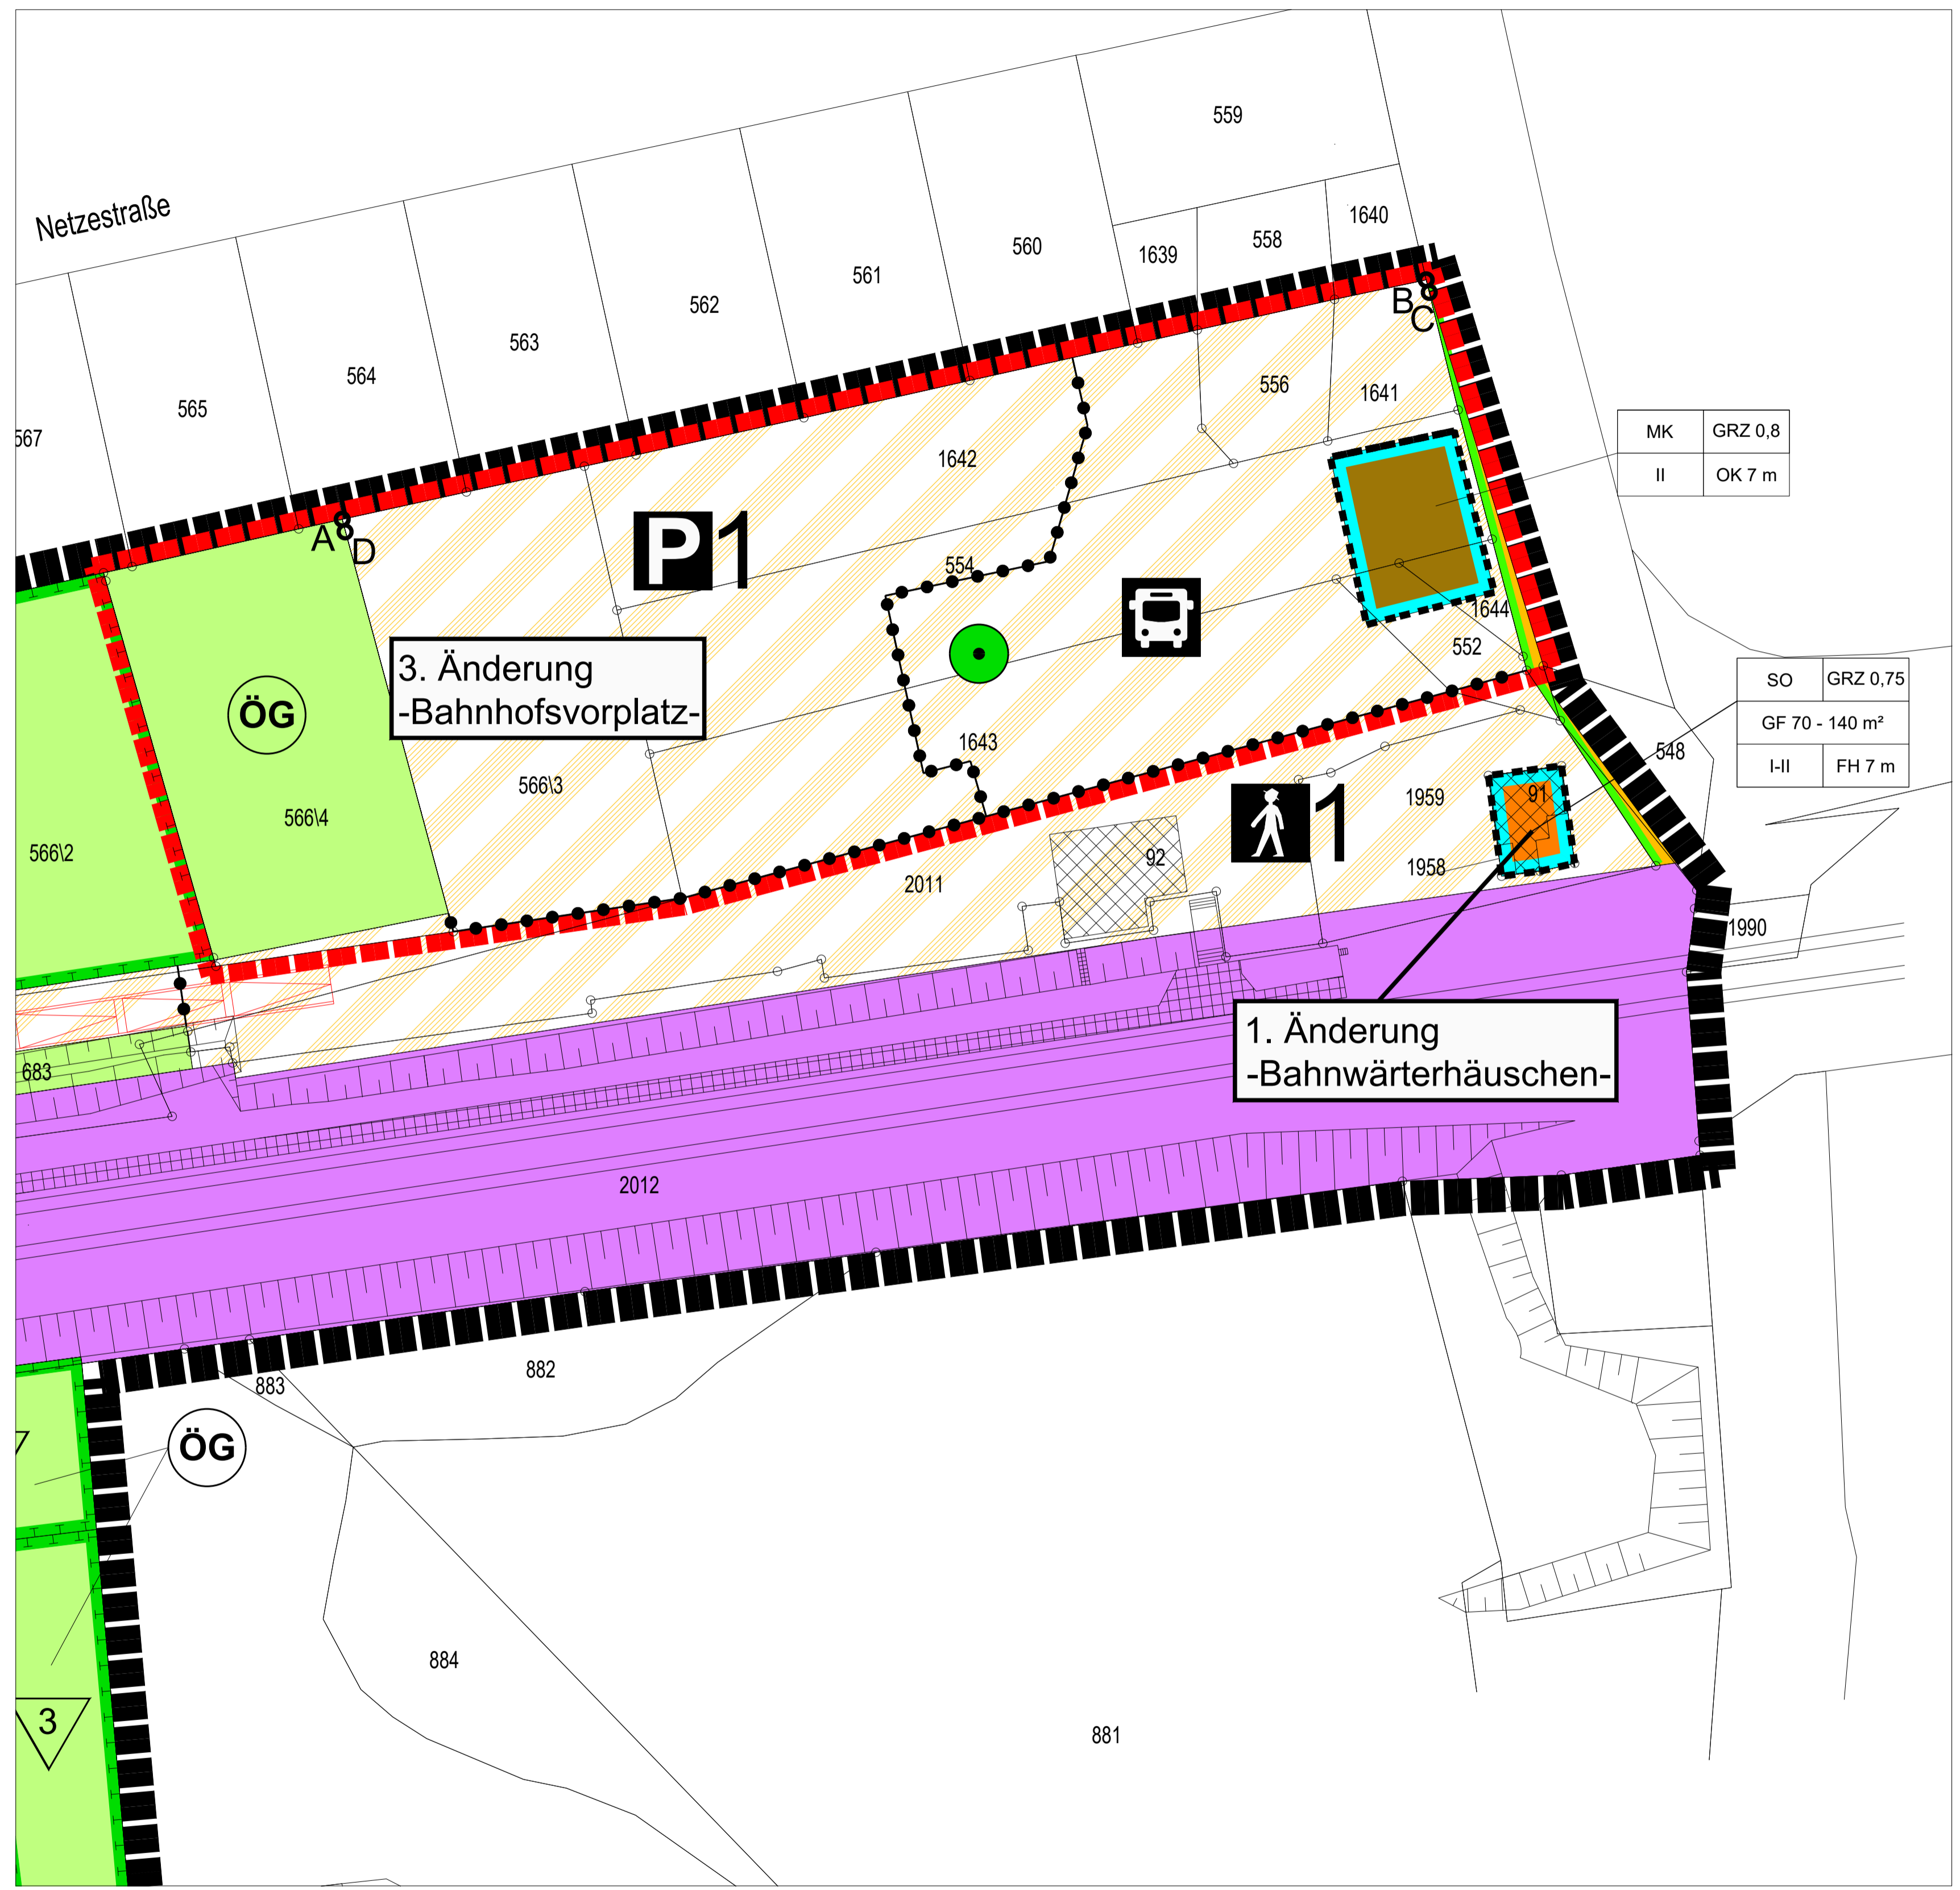 559
Netzestraße
1640
558
1639
560
561
562
563
564
565
567
B
8
C
556
1641
MK GRZ 0,8
II OK 7 m
1642
A
8
D
P 1
554
1644
552
3. Änderung
-Bahnhofsvorplatz-
ÖG
SO GRZ 0,75
GF 70 - 140 m²
I-II FH 7 m
548
1643
566\3
566\4
566\2
1959
91
1
92
1958
2011
1990
1. Änderung
-Bahnwärterhäuschen-
683
2012
882
883
ÖG
884
3
881